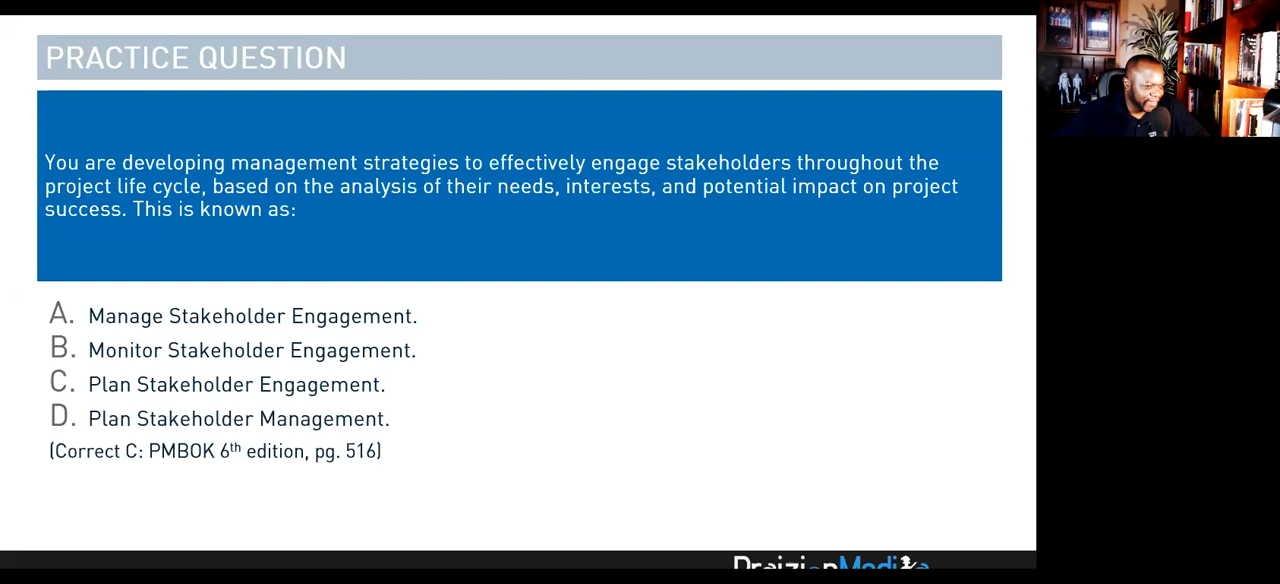 PRACTICE QUESTION
You are developing management strategies to effectively engage stakeholders throughout the
project life cycle, based on the analysis of their needs, interests, and potential impact on project
success. This is known as:
A. Manage Stakeholder Engagement.
B. Monitor Stakeholder Engagement.
C. Plan Stakeholder Engagement.
D. Plan Stakeholder Management.
(Correct C: PMBOK 6th edition, pg. 516)
PraizionMedia